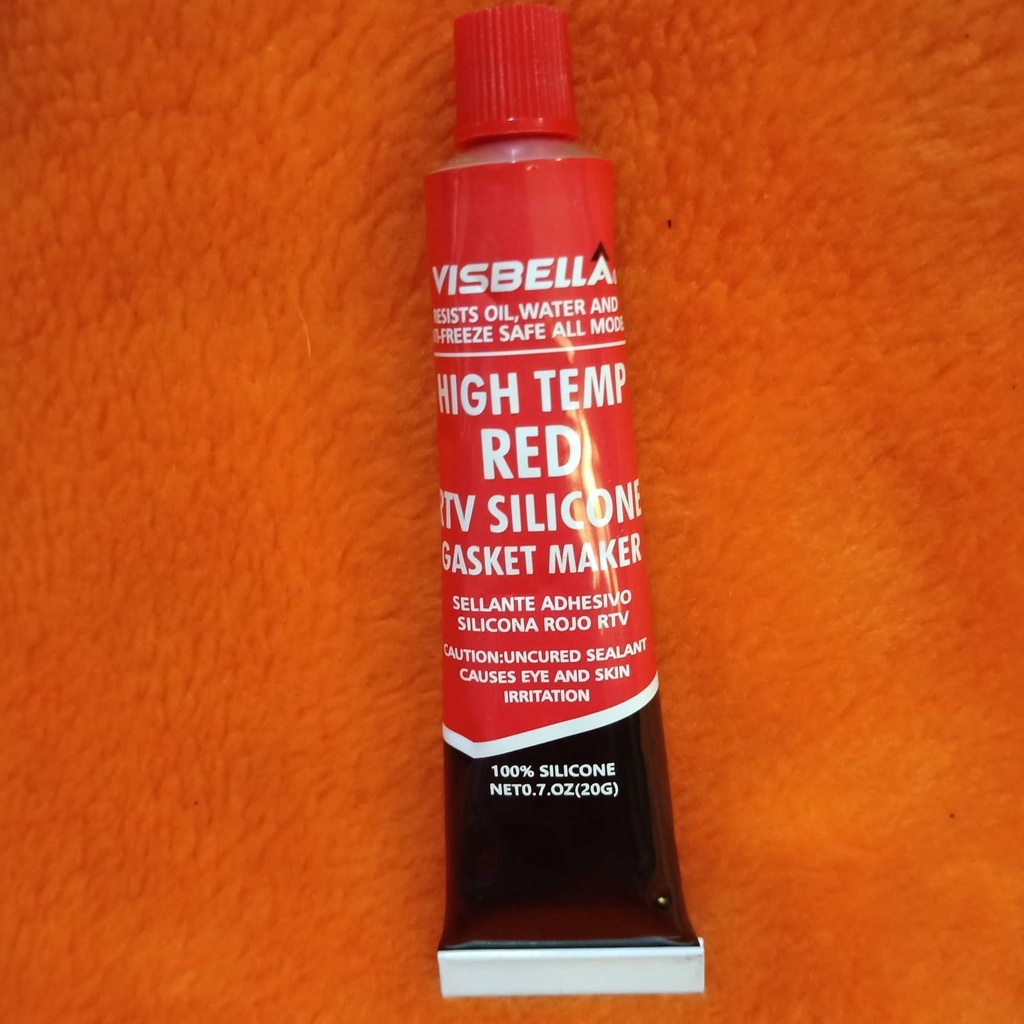 VISBELLA
RESISTS OIL,WATER AND
-FREEZE SAFE ALL MODE
HIGH TEMP
RED
RTV SILICONE
GASKET MAKER
SELLANTE ADHESIVO
SILICONA ROJO RTV
CAUTION:UNCURED SEALANT
CAUSES EYE AND SKIN
IRRITATION
100% SILICONE
NET0.7.OZ(20G)